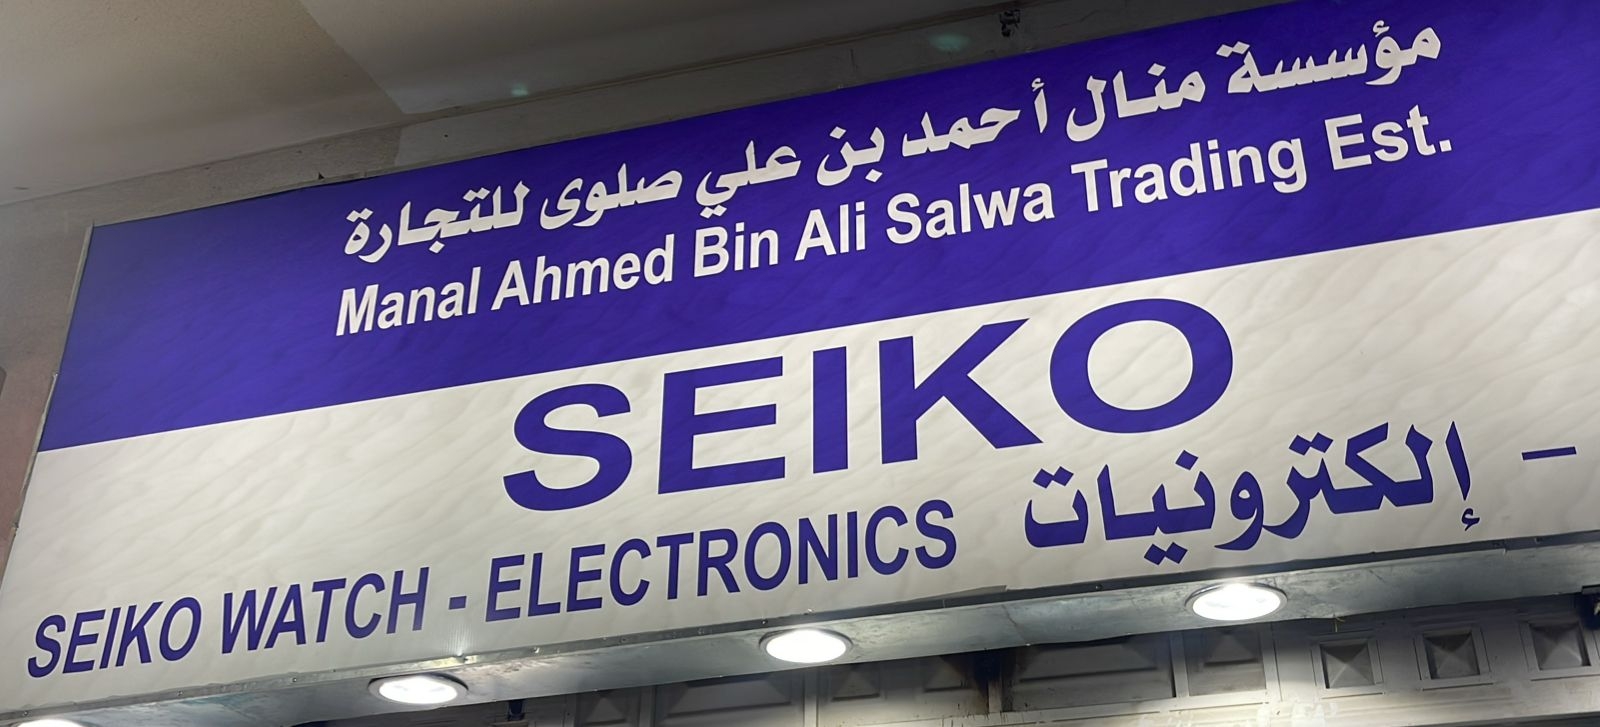 مؤسسة منال أحمد بن علي صلوى للتجارة
Manal Ahmed Bin Ali Salwa Trading Est.
SEIKO
SEIKO WATCH - ELECTRONICS إلكترونيات -